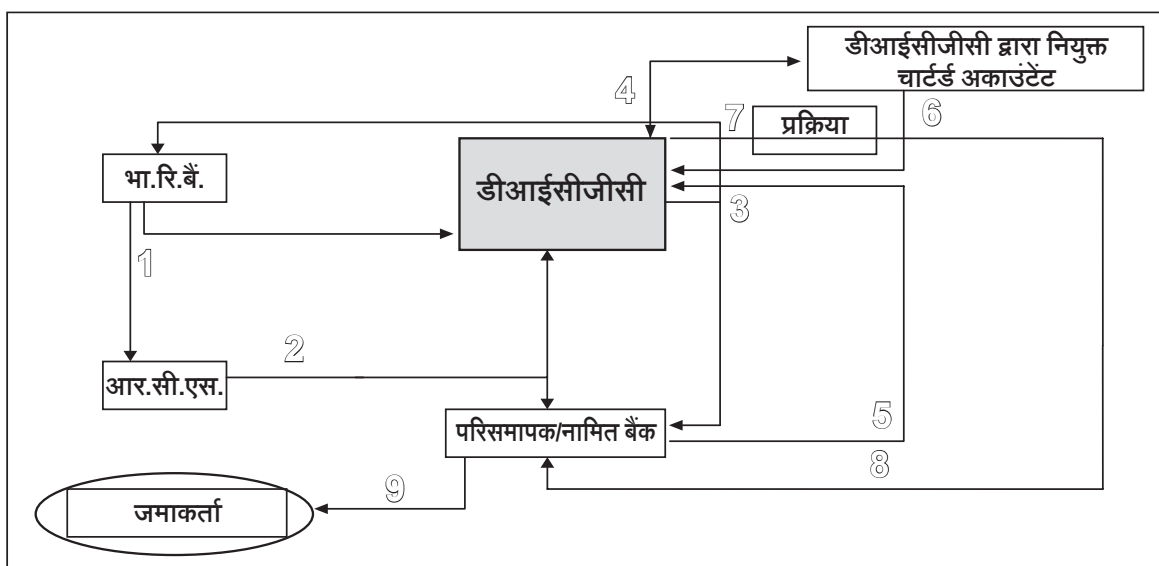 डीआईसीजीसी द्वारा नियुक्त
चार्टर्ड अकाउंटेंट
4
7
प्रक्रिया
6
भा.रि.बैं.
डीआईसीजीसी
3
1
2
आर.सी.एस.
परिसमापक/नामित बैंक
5
8
9
जमाकर्ता